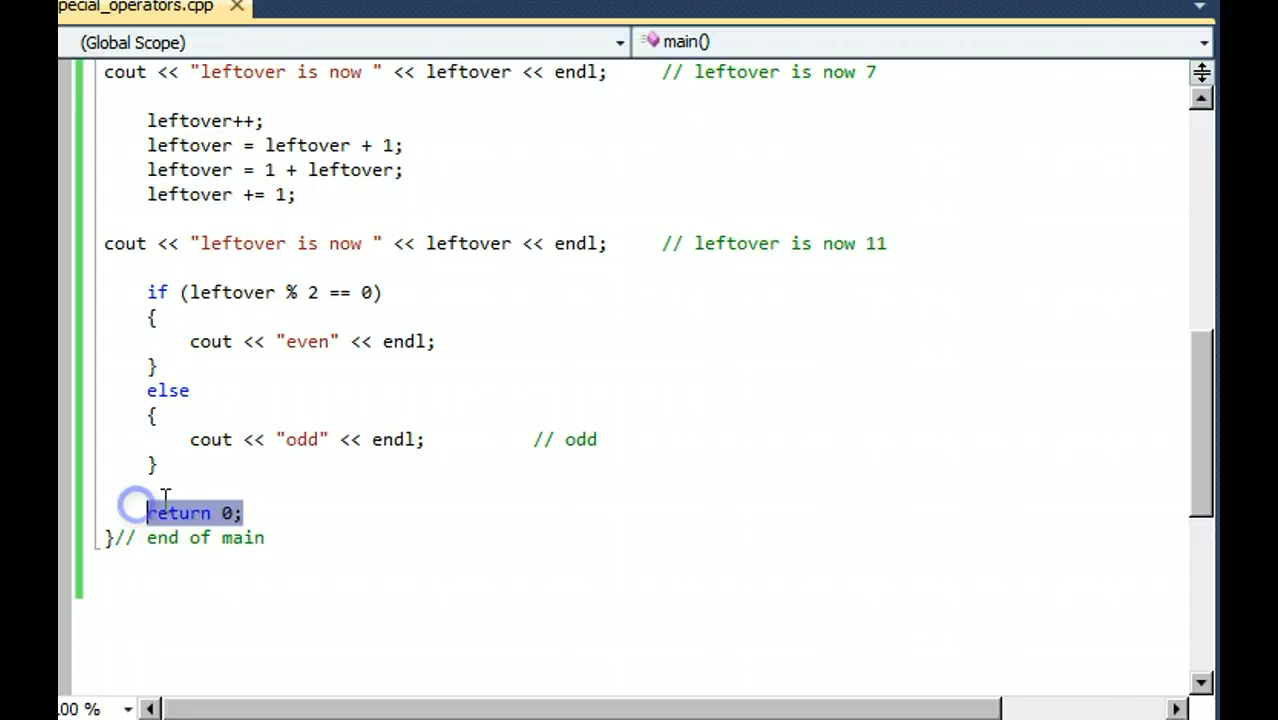 pecial_operators.cpp
(Global Scope) main()
cout << "leftover is now " << leftover << endl; // leftover is now 7
leftover++;
leftover = leftover + 1;
leftover = 1 + leftover;
leftover += 1;
cout << "leftover is now " << leftover << endl; // leftover is now 11
if (leftover % 2 == 0)
{
cout << "even" << endl;
}
else
{
cout << "odd" << endl; // odd
}
return 0;
}// end of main
00 %